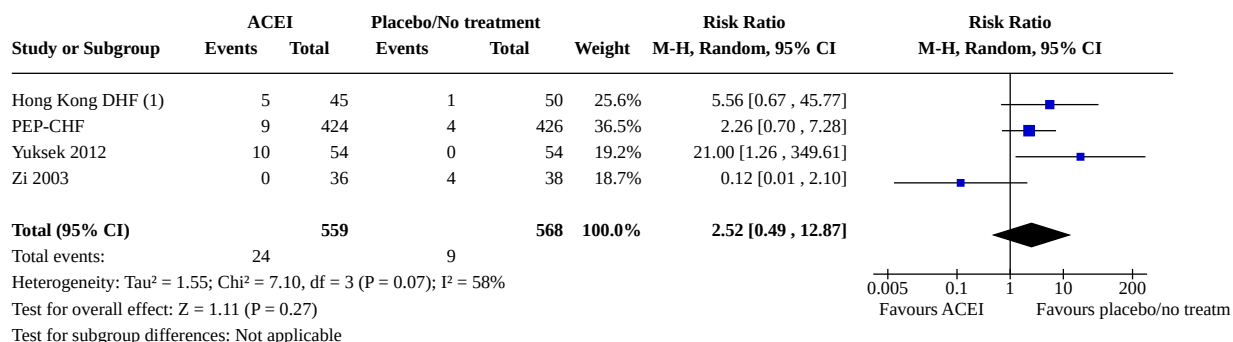 ACEI Placebo/No treatment Risk Ratio Risk Ratio
Study or Subgroup Events Total Events Total Weight M-H, Random, 95% CI M-H, Random, 95% CI
Hong Kong DHF (1) 5 45 1 50 25.6% 5.56 [0.67 , 45.77]
PEP-CHF 9 424 4 426 36.5% 2.26 [0.70 , 7.28]
Yuksek 2012 10 54 0 54 19.2% 21.00 [1.26 , 349.61]
Zi 2003 0 36 4 38 18.7% 0.12 [0.01 , 2.10]
Total (95% CI) 559 568 100.0% 2.52 [0.49 , 12.87]
Total events: 24 9
Heterogeneity: Tau² = 1.55; Chi² = 7.10, df = 3 (P = 0.07); I² = 58%
0.005 0.1 1 10 200
Test for overall effect: Z = 1.11 (P = 0.27) Favours ACEI Favours placebo/no treatm
Test for subgroup differences: Not applicable